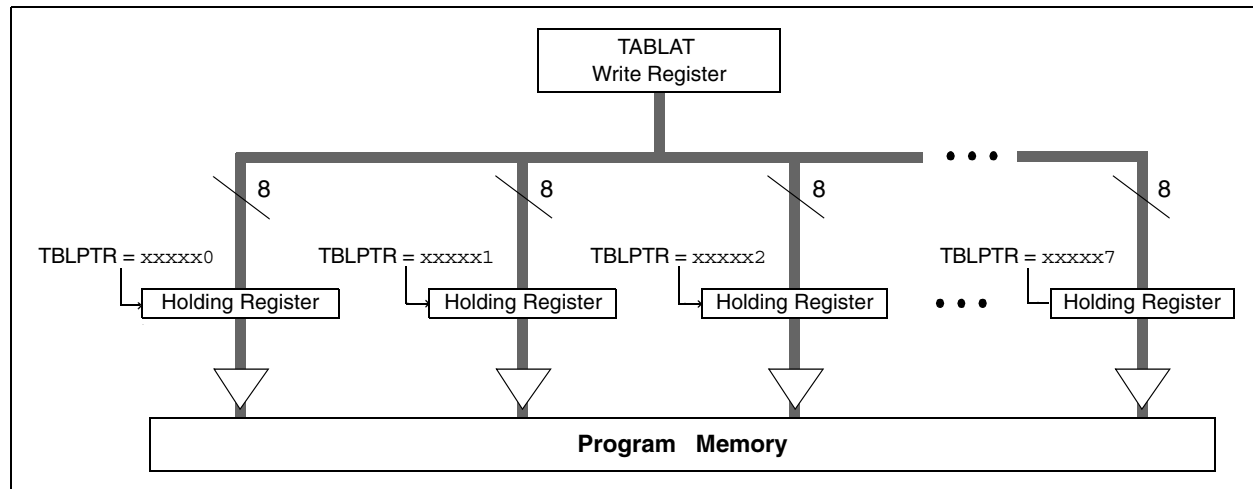 TABLAT
Write Register
8 8 8 8
TBLPTR = xxxxx0 TBLPTR = xxxxx1 TBLPTR = xxxxx2 TBLPTR = xxxxx7
Holding Register Holding Register Holding Register Holding Register
Program Memory